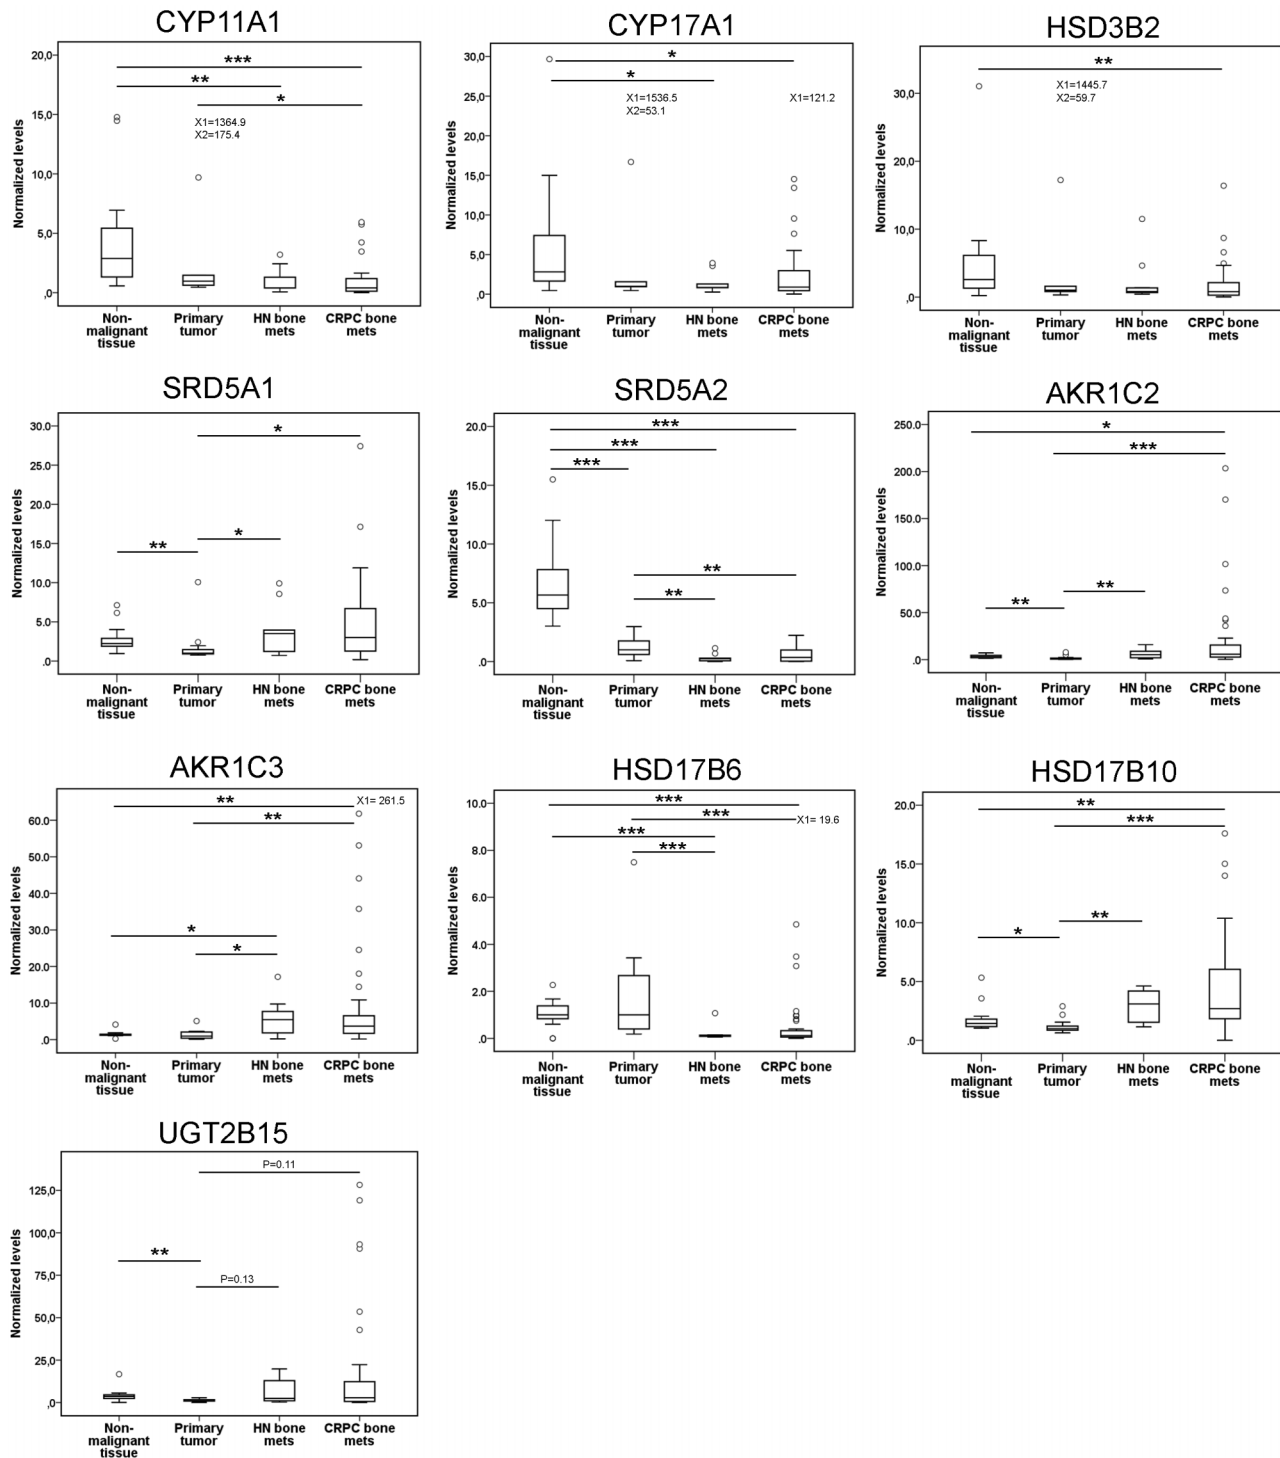 CYP11A1
Normalized levels
20,0
15,0
10,0
5,0
,0
***
**
*
X1=1364.9
X2=175.4
Non-
malignant
tissue
Primary
tumor
HN bone
mets
CRPC bone
mets
CYP17A1
Normalized levels
30,0
25,0
20,0
15,0
10,0
5,0
,0
*
*
X1=1536.5
X2=53.1
X1=121.2
Non-
malignant
tissue
Primary
tumor
HN bone
mets
CRPC bone
mets
HSD3B2
Normalized levels
30,0
20,0
10,0
,0
**
X1=1445.7
X2=59.7
Non-
malignant
tissue
Primary
tumor
HN bone
mets
CRPC bone
mets
SRD5A1
Normalized levels
30.0
25.0
20.0
15.0
10.0
5.0
.0
*
*
**
Non-
malignant
tissue
Primary
tumor
HN bone
mets
CRPC bone
mets
SRD5A2
Normalized levels
20.0
15.0
10.0
5.0
.0
***
***
***
**
**
Non-
malignant
tissue
Primary
tumor
HN bone
mets
CRPC bone
mets
AKR1C2
Normalized levels
250.0
200.0
150.0
100.0
50.0
.0
*
***
**
**
Non-
malignant
tissue
Primary
tumor
HN bone
mets
CRPC bone
mets
AKR1C3
Normalized levels
60.0
50.0
40.0
30.0
20.0
10.0
.0
**
X1= 261.5
**
*
*
Non-
malignant
tissue
Primary
tumor
HN bone
mets
CRPC bone
mets
HSD17B6
Normalized levels
10.0
8.0
6.0
4.0
2.0
.0
***
***
X1= 19.6
***
***
Non-
malignant
tissue
Primary
tumor
HN bone
mets
CRPC bone
mets
HSD17B10
Normalized levels
20.0
15.0
10.0
5.0
.0
**
***
**
*
Non-
malignant
tissue
Primary
tumor
HN bone
mets
CRPC bone
mets
UGT2B15
Normalized levels
125,0
100,0
75,0
50,0
25,0
,0
P=0.11
**
P=0.13
Non-
malignant
tissue
Primary
tumor
HN bone
mets
CRPC bone
mets